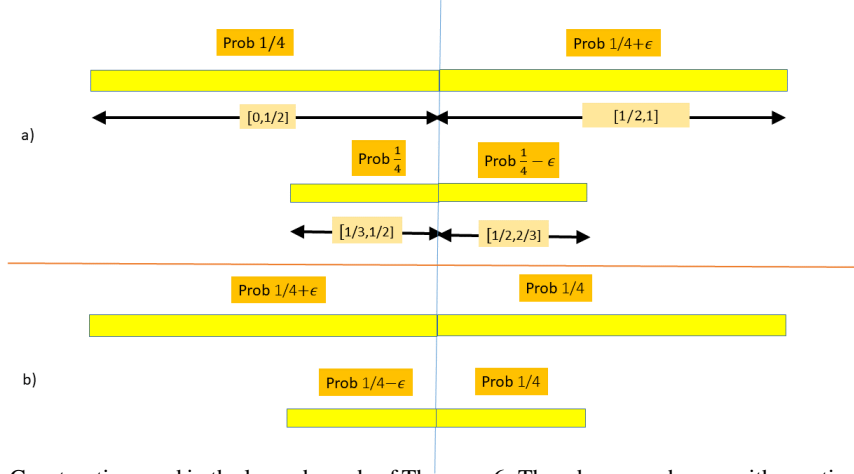 Prob 1/4 Prob 1/4+ϵ
[0,1/2] [1/2,1]
a)
Prob 1/4 Prob 1/4 − ϵ
[1/3,1/2] [1/2,2/3]
Prob 1/4+ϵ Prob 1/4
b)
Prob 1/4−ϵ Prob 1/4